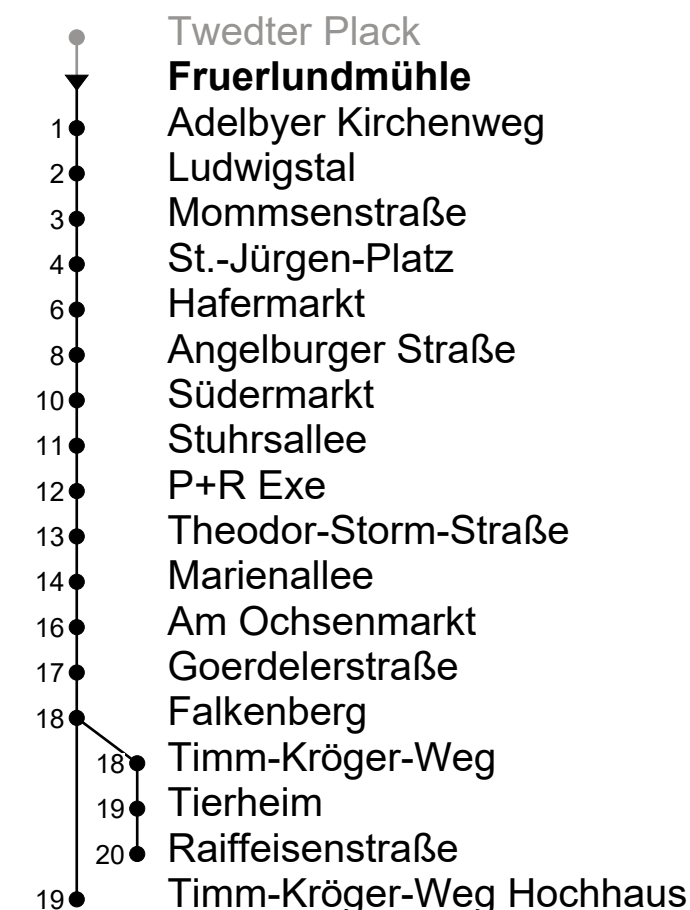 Twedter Plack
Fruerlundmühle
1 Adelbyer Kirchenweg
2 Ludwigstal
3 Mommsenstraße
4 St.-Jürgen-Platz
6 Hafermarkt
8 Angelburger Straße
10 Südermarkt
11 Stuhrsallee
12 P+R Exe
13 Theodor-Storm-Straße
14 Marienallee
16 Am Ochsenmarkt
17 Goerdelerstraße
18 Falkenberg
18 Timm-Kröger-Weg
19 Tierheim
20 Raiffeisenstraße
19 Timm-Kröger-Weg Hochhaus